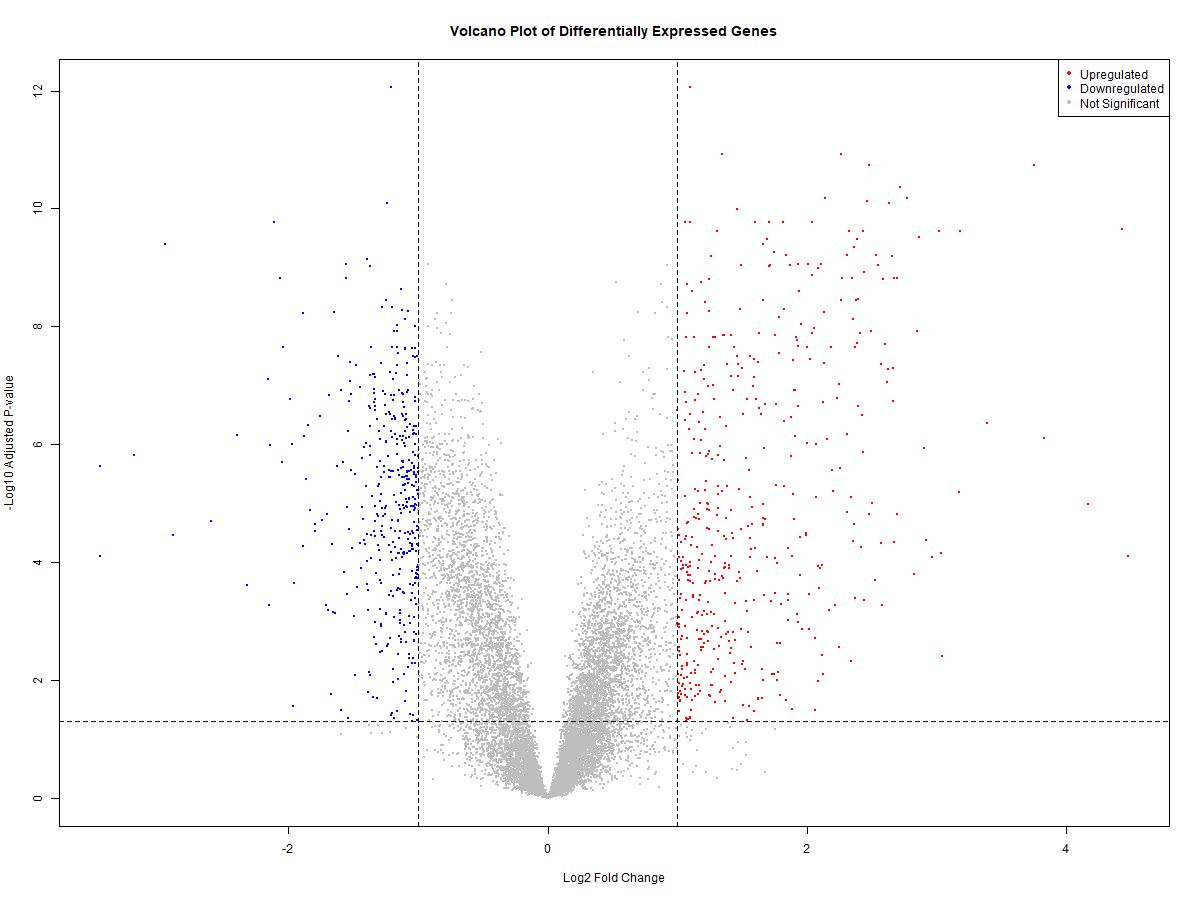 Volcano Plot of Differentially Expressed Genes
Upregulated
Downregulated
Not Significant
12
10
8
6
4
2
0
-Log10 Adjusted P-value
-2 0 2 4
Log2 Fold Change